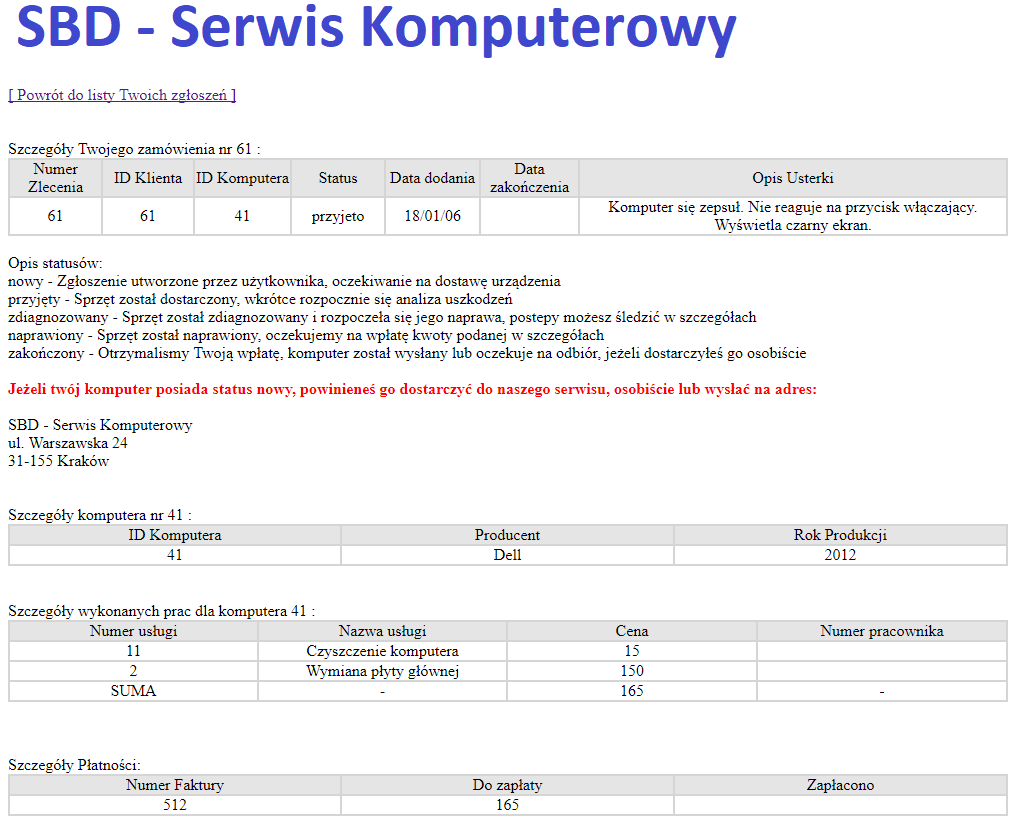 SBD - Serwis Komputerowy
[ Powrót do listy Twoich zgłoszeń ]
Szczegóły Twojego zamówienia nr 61 :
Numer Zlecenia ID Klienta ID Komputera Status Data dodania Data zakończenia Opis Usterki
61 61 41 przyjeto 18/01/06 Komputer się zepsuł. Nie reaguje na przycisk włączający.
Wyświetla czarny ekran.
Opis statusów:
nowy - Zgłoszenie utworzone przez użytkownika, oczekiwanie na dostawę urządzenia
przyjęty - Sprzęt został dostarczony, wkrótce rozpocznie się analiza uszkodzeń
zdiagnozowany - Sprzęt został zdiagnozowany i rozpoczeła się jego naprawa, postepy możesz śledzić w szczegółach
naprawiony - Sprzęt został naprawiony, oczekujemy na wpłatę kwoty podanej w szczegółach
zakończony - Otrzymalismy Twoją wpłatę, komputer został wysłany lub oczekuje na odbiór, jeżeli dostarczyłeś go osobiście
Jeżeli twój komputer posiada status nowy, powinieneś go dostarczyć do naszego serwisu, osobiście lub wysłać na adres:
SBD - Serwis Komputerowy
ul. Warszawska 24
31-155 Kraków
Szczegóły komputera nr 41 :
ID Komputera Producent Rok Produkcji
41 Dell 2012
Szczegóły wykonanych prac dla komputera 41 :
Numer usługi Nazwa usługi Cena Numer pracownika
11 Czyszczenie komputera 15
2 Wymiana płyty głównej 150
SUMA - 165 -
Szczegóły Płatności:
Numer Faktury Do zapłaty Zapłacono
512 165